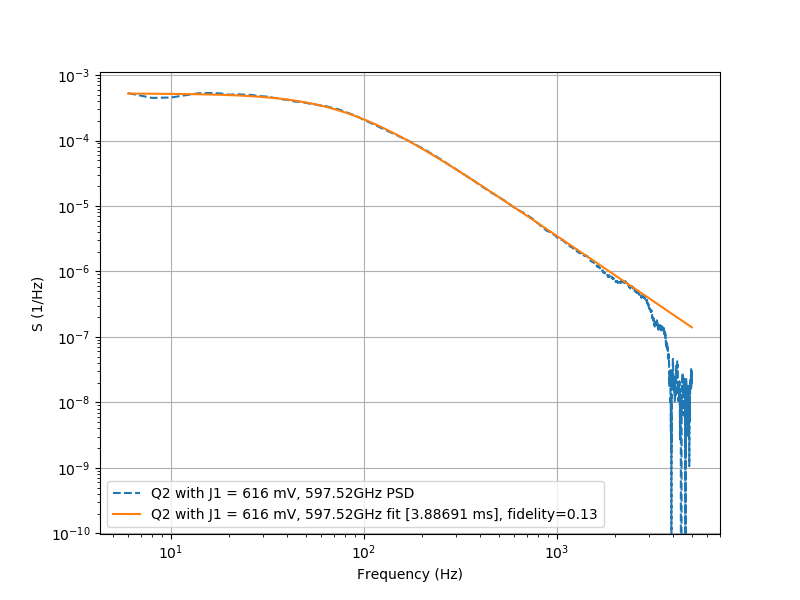 10⁻³
10⁻⁴
10⁻⁵
10⁻⁶
10⁻⁷
10⁻⁸
10⁻⁹
10⁻¹⁰
S (1/Hz)
Q2 with J1 = 616 mV, 597.52GHz PSD
Q2 with J1 = 616 mV, 597.52GHz fit [3.88691 ms], fidelity=0.13
10¹ 10² 10³
Frequency (Hz)